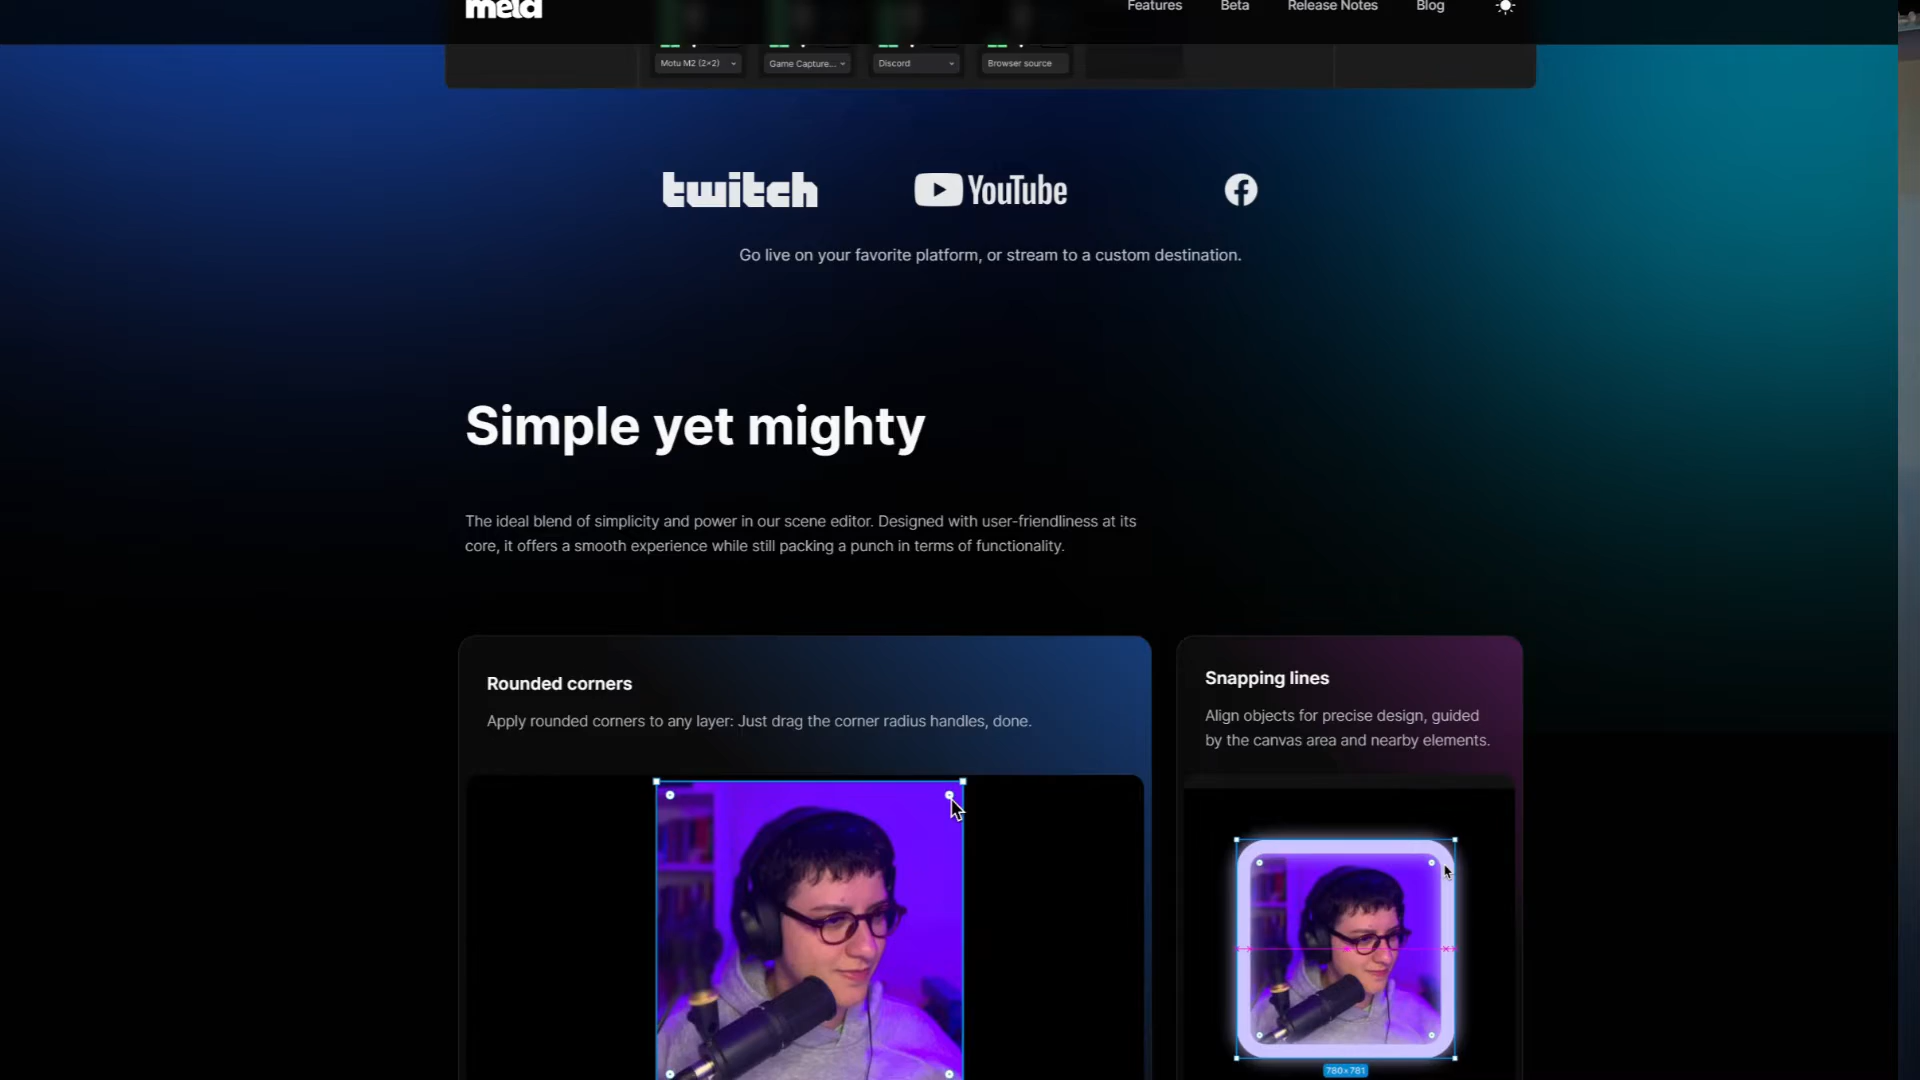 meld
Features
Beta
Release Notes
Blog
Motu M2 (2×2)
Game Capture...
Discord
Browser source
twitch
YouTube
Go live on your favorite platform, or stream to a custom destination.
Simple yet mighty
The ideal blend of simplicity and power in our scene editor. Designed with user-friendliness at its
core, it offers a smooth experience while still packing a punch in terms of functionality.
Rounded corners
Apply rounded corners to any layer: Just drag the corner radius handles, done.
Snapping lines
Align objects for precise design, guided
by the canvas area and nearby elements.
780×781